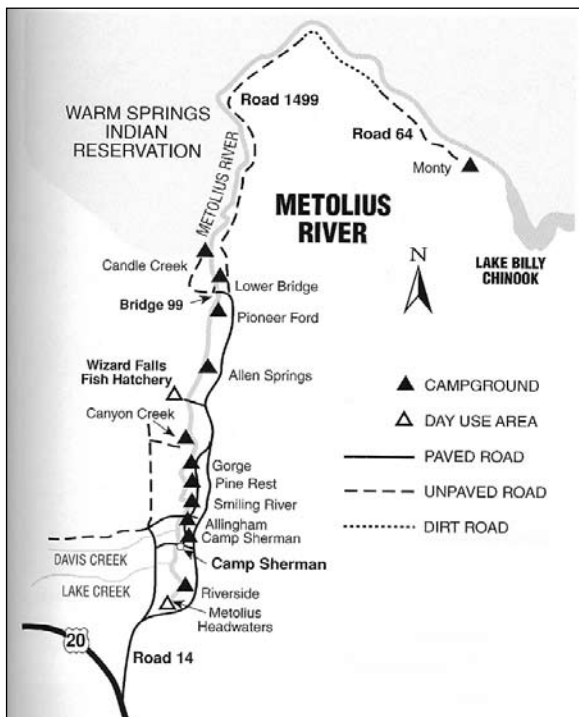 Road 1499
WARM SPRINGS
INDIAN
RESERVATION
Road 64
METOLIUS RIVER
Monty
METOLIUS
RIVER
N
LAKE BILLY
CHINOOK
Candle Creek
Lower Bridge
Bridge 99
Pioneer Ford
Wizard Falls
Fish Hatchery
Allen Springs
CAMPGROUND
DAY USE AREA
PAVED ROAD
UNPAVED ROAD
DIRT ROAD
Canyon Creek
Gorge
Pine Rest
Smiling River
Allingham
Camp Sherman
DAVIS CREEK
Camp Sherman
LAKE CREEK
Riverside
Metolius
Headwaters
20
Road 14